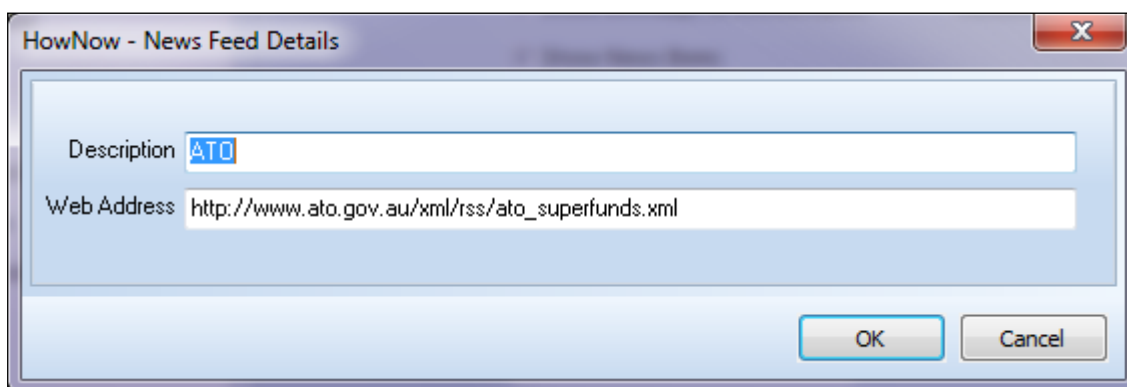 HowNow - News Feed Details
Description ATO
Web Address http://www.ato.gov.au/xml/rss/ato_superfunds.xml
OK Cancel